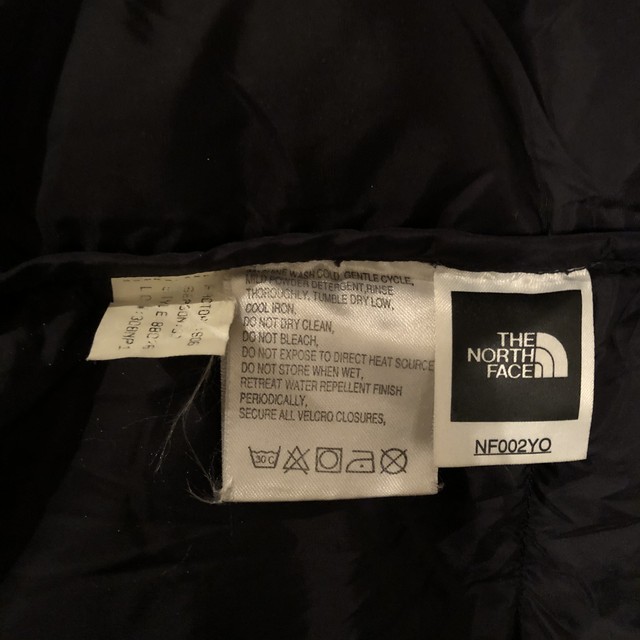 WASH COLD, GENTLE CYCLE,
MILD POWDER DETERGENT, RINSE
THOROUGHLY, TUMBLE DRY LOW,
COOL IRON.
DO NOT DRY CLEAN,
DO NOT BLEACH,
DO NOT EXPOSE TO DIRECT HEAT SOURCE
DO NOT STORE WHEN WET,
RETREAT WATER REPELLENT FINISH
PERIODICALLY,
SECURE ALL VELCRO CLOSURES,
THE
NORTH
FACE
NF002YO